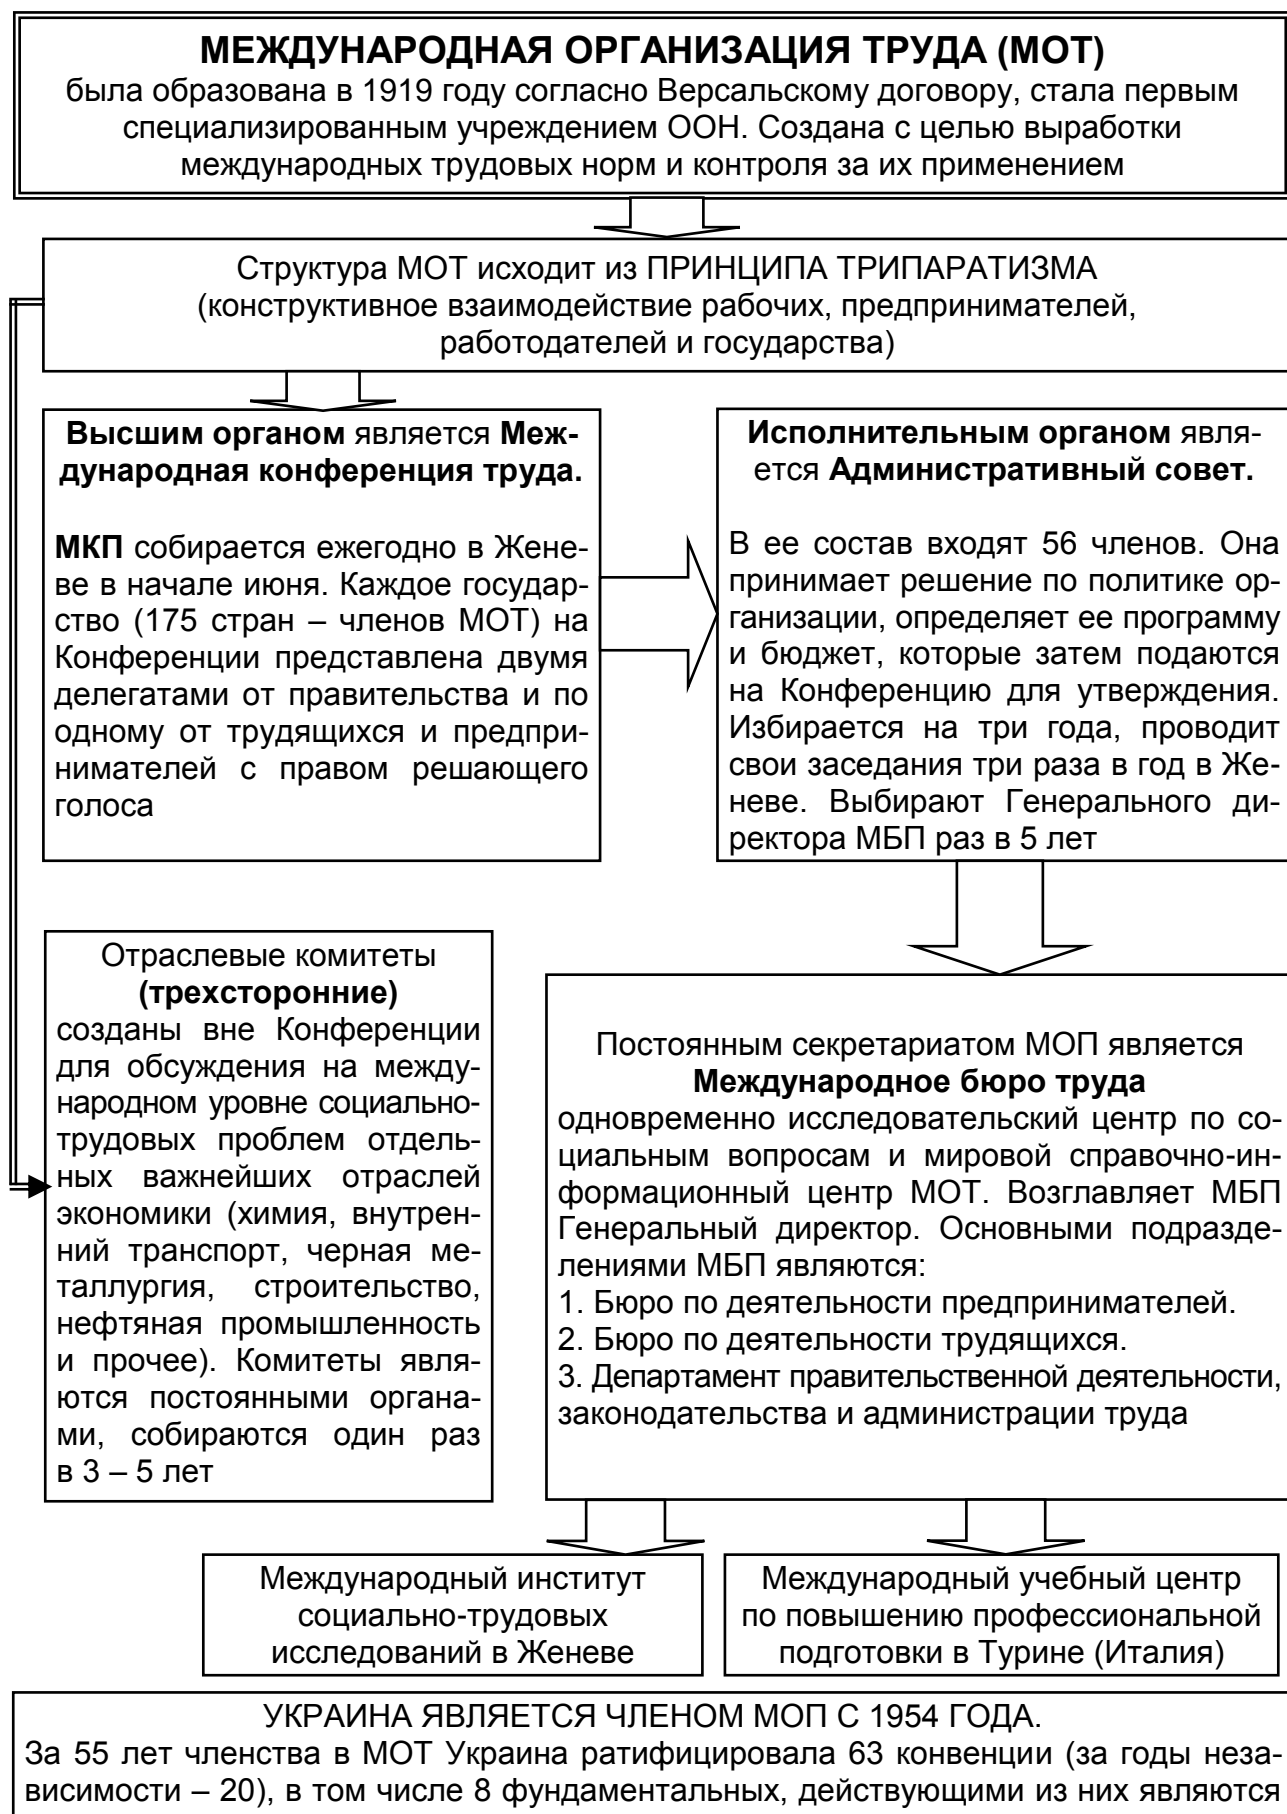 МЕЖДУНАРОДНАЯ ОРГАНИЗАЦИЯ ТРУДА (МОТ)
была образована в 1919 году согласно Версальскому договору, стала первым
специализированным учреждением ООН. Создана с целью выработки
международных трудовых норм и контроля за их применением
Структура МОТ исходит из ПРИНЦИПА ТРИПАРАТИЗМА
(конструктивное взаимодействие рабочих, предпринимателей,
работодателей и государства)
Высшим органом является Меж-
дународная конференция труда.
МКП собирается ежегодно в Жене-
ве в начале июня. Каждое государ-
ство (175 стран – членов МОТ) на
Конференции представлена двумя
делегатами от правительства и по
одному от трудящихся и предпри-
нимателей с правом решающего
голоса
Исполнительным органом явля-
ется Административный совет.
В ее состав входят 56 членов. Она
принимает решение по политике ор-
ганизации, определяет ее программу
и бюджет, которые затем подаются
на Конференцию для утверждения.
Избирается на три года, проводит
свои заседания три раза в год в Же-
неве. Выбирают Генерального ди-
ректора МБП раз в 5 лет
Отраслевые комитеты
(трехсторонние)
созданы вне Конференции
для обсуждения на между-
народном уровне социально-
трудовых проблем отдель-
ных важнейших отраслей
экономики (химия, внутрен-
ний транспорт, черная ме-
таллургия, строительство,
нефтяная промышленность
и прочее). Комитеты явля-
ются постоянными органа-
ми, собираются один раз
в 3 – 5 лет
Постоянным секретариатом МОП является
Международное бюро труда
одновременно исследовательский центр по со-
циальным вопросам и мировой справочно-ин-
формационный центр МОТ. Возглавляет МБП
Генеральный директор. Основными подразде-
лениями МБП являются:
1. Бюро по деятельности предпринимателей.
2. Бюро по деятельности трудящихся.
3. Департамент правительственной деятельности,
законодательства и администрации труда
Международный институт
социально-трудовых
исследований в Женеве
Международный учебный центр
по повышению профессиональной
подготовки в Турине (Италия)
УКРАИНА ЯВЛЯЕТСЯ ЧЛЕНОМ МОП С 1954 ГОДА.
За 55 лет членства в МОТ Украина ратифицировала 63 конвенции (за годы неза-
висимости – 20), в том числе 8 фундаментальных, действующими из них являются